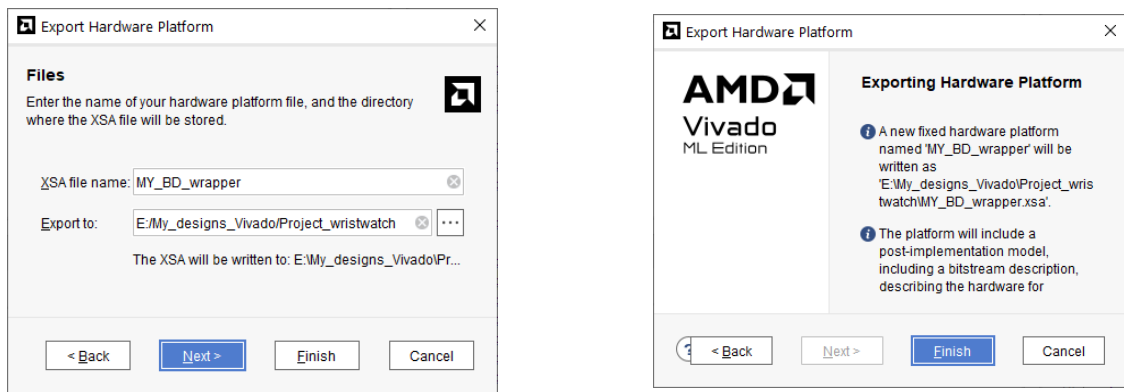 Export Hardware Platform
Files
Enter the name of your hardware platform file, and the directory
where the XSA file will be stored.
XSA file name: MY_BD_wrapper
Export to: E:/My_designs_Vivado/Project_wristwatch ...
The XSA will be written to: E:\My_designs_Vivado\Pr...
< Back Next > Finish Cancel
Export Hardware Platform
AMD
Vivado
ML Edition
Exporting Hardware Platform
A new fixed hardware platform
named 'MY_BD_wrapper' will be
written as
'E:\My_designs_Vivado\Project_wris
twatch\MY_BD_wrapper.xsa'.
The platform will include a
post-implementation model,
including a bitstream description,
describing the hardware for
? < Back Next > Finish Cancel